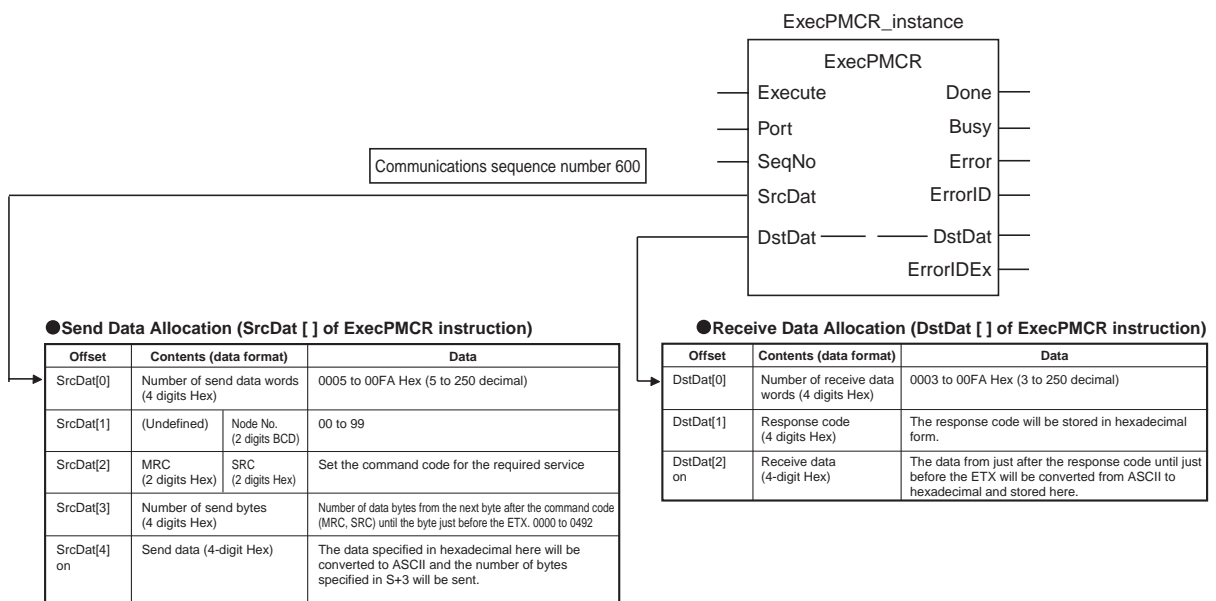 ExecPMCR_instance
ExecPMCR
Execute Done
Port Busy
SeqNo Error
SrcDat ErrorID
DstDat DstDat
ErrorIDEx
Communications sequence number 600
●Send Data Allocation (SrcDat [ ] of ExecPMCR instruction)
Offset Contents (data format) Data
SrcDat[0] Number of send data words 0005 to 00FA Hex (5 to 250 decimal)
(4 digits Hex)
SrcDat[1] (Undefined) Node No. 00 to 99
(2 digits BCD)
SrcDat[2] MRC SRC Set the command code for the required service
(2 digits Hex) (2 digits Hex)
SrcDat[3] Number of send bytes Number of data bytes from the next byte after the command code
(4 digits Hex) (MRC, SRC) until the byte just before the ETX. 0000 to 0492
SrcDat[4] Send data (4-digit Hex) The data specified in hexadecimal here will be
on converted to ASCII and the number of bytes
specified in S+3 will be sent.
●Receive Data Allocation (DstDat [ ] of ExecPMCR instruction)
Offset Contents (data format) Data
DstDat[0] Number of receive data 0003 to 00FA Hex (3 to 250 decimal)
words (4 digits Hex)
DstDat[1] Response code The response code will be stored in hexadecimal
(4 digits Hex) form.
DstDat[2] Receive data The data from just after the response code until just
on (4-digit Hex) before the ETX will be converted from ASCII to
hexadecimal and stored here.